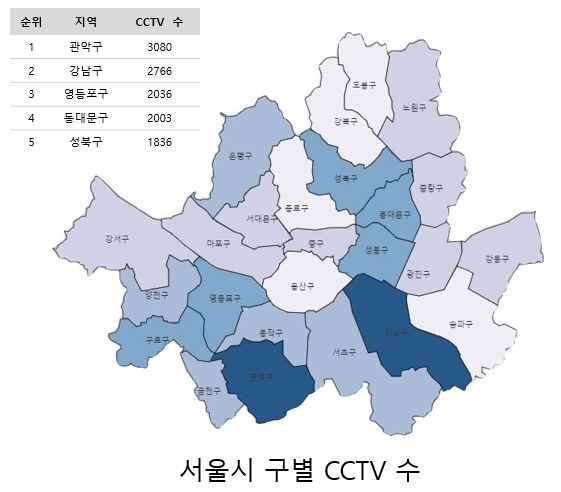 순위 지역 CCTV 수
1 관악구 3080
2 강남구 2766
3 영등포구 2036
4 동대문구 2003
5 성북구 1836
도봉구
노원구
강북구
은평구
성북구
중랑구
종로구
동대문구
서대문구
강서구
마포구
중구
성동구
강동구
광진구
용산구
양천구
영등포구
송파구
강남구
동작구
구로구
서초구
관악구
금천구
서울시 구별 CCTV 수